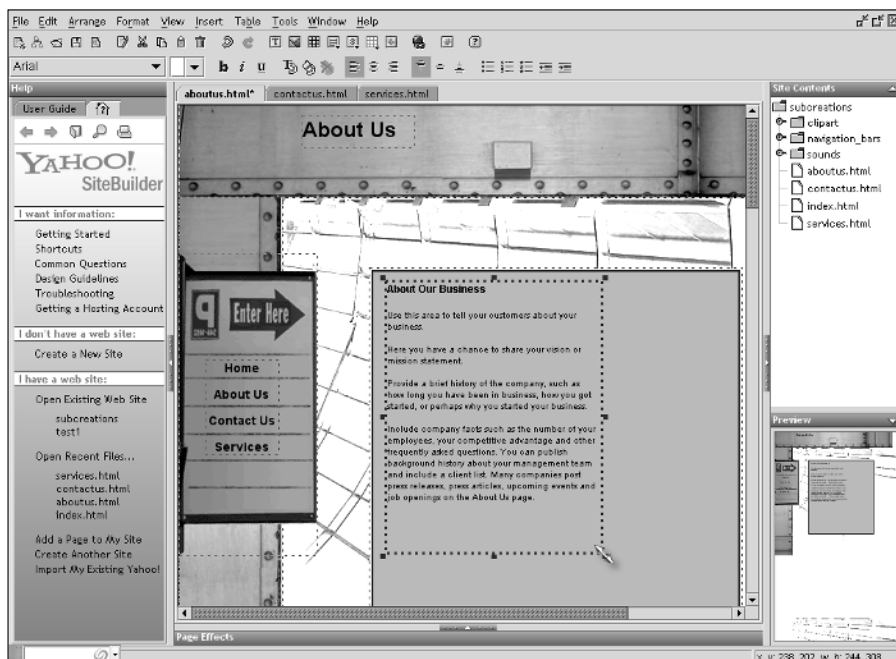 File Edit Arrange Format View Insert Table Tools Window Help
Arial
b i u
Help
User Guide
aboutus.html* contactus.html services.html
Site Contents
YAHOO!
SiteBuilder
I want information:
Getting Started
Shortcuts
Common Questions
Design Guidelines
Troubleshooting
Getting a Hosting Account
I don't have a web site:
Create a New Site
I have a web site:
Open Existing Web Site
subcreations
test1
Open Recent Files...
services.html
contactus.html
aboutus.html
index.html
Add a Page to My Site
Create Another Site
Import My Existing Yahoo!
About Us
P
Enter Here
Home
About Us
Contact Us
Services
About Our Business
Use this area to tell your customers about your
business.
Here you have a chance to share your vision or
mission statement.
Provide a brief history of the company, such as
how long you have been in business, how you got
started, or perhaps why you started your business.
Include company facts such as the number of your
employees, your competitive advantage and other
frequently asked questions. You can publish
background history about your management team
and include a client list. Many companies post
press releases, press articles, upcoming events and
job openings on the About Us page.
Page Effects
subcreations
clipart
navigation_bars
sounds
aboutus.html
contactus.html
index.html
services.html
Preview
x, y: 238, 202 w, h: 244, 308